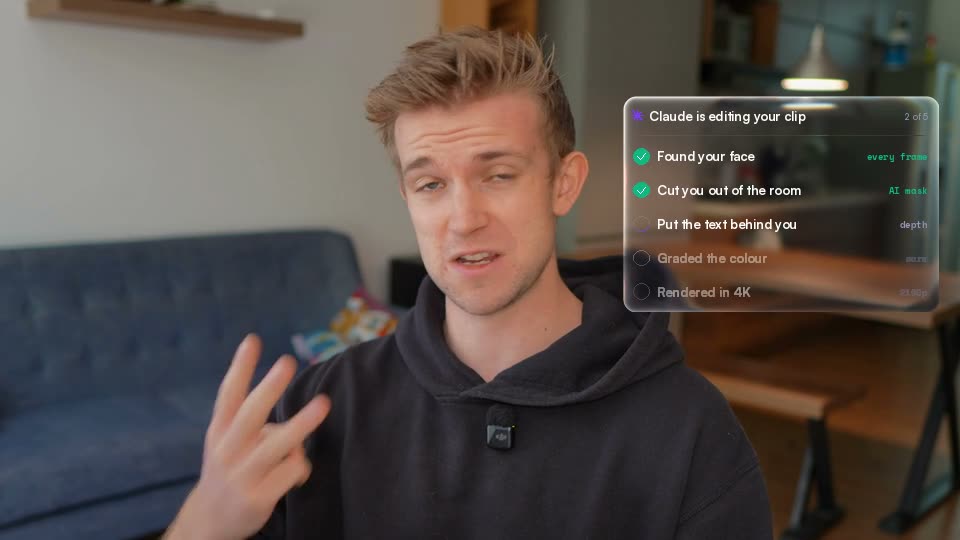 Claude is editing your clip
2 of 5
Found your face
every frame
Cut you out of the room
AI mask
Put the text behind you
depth
Graded the colour
Rendered in 4K